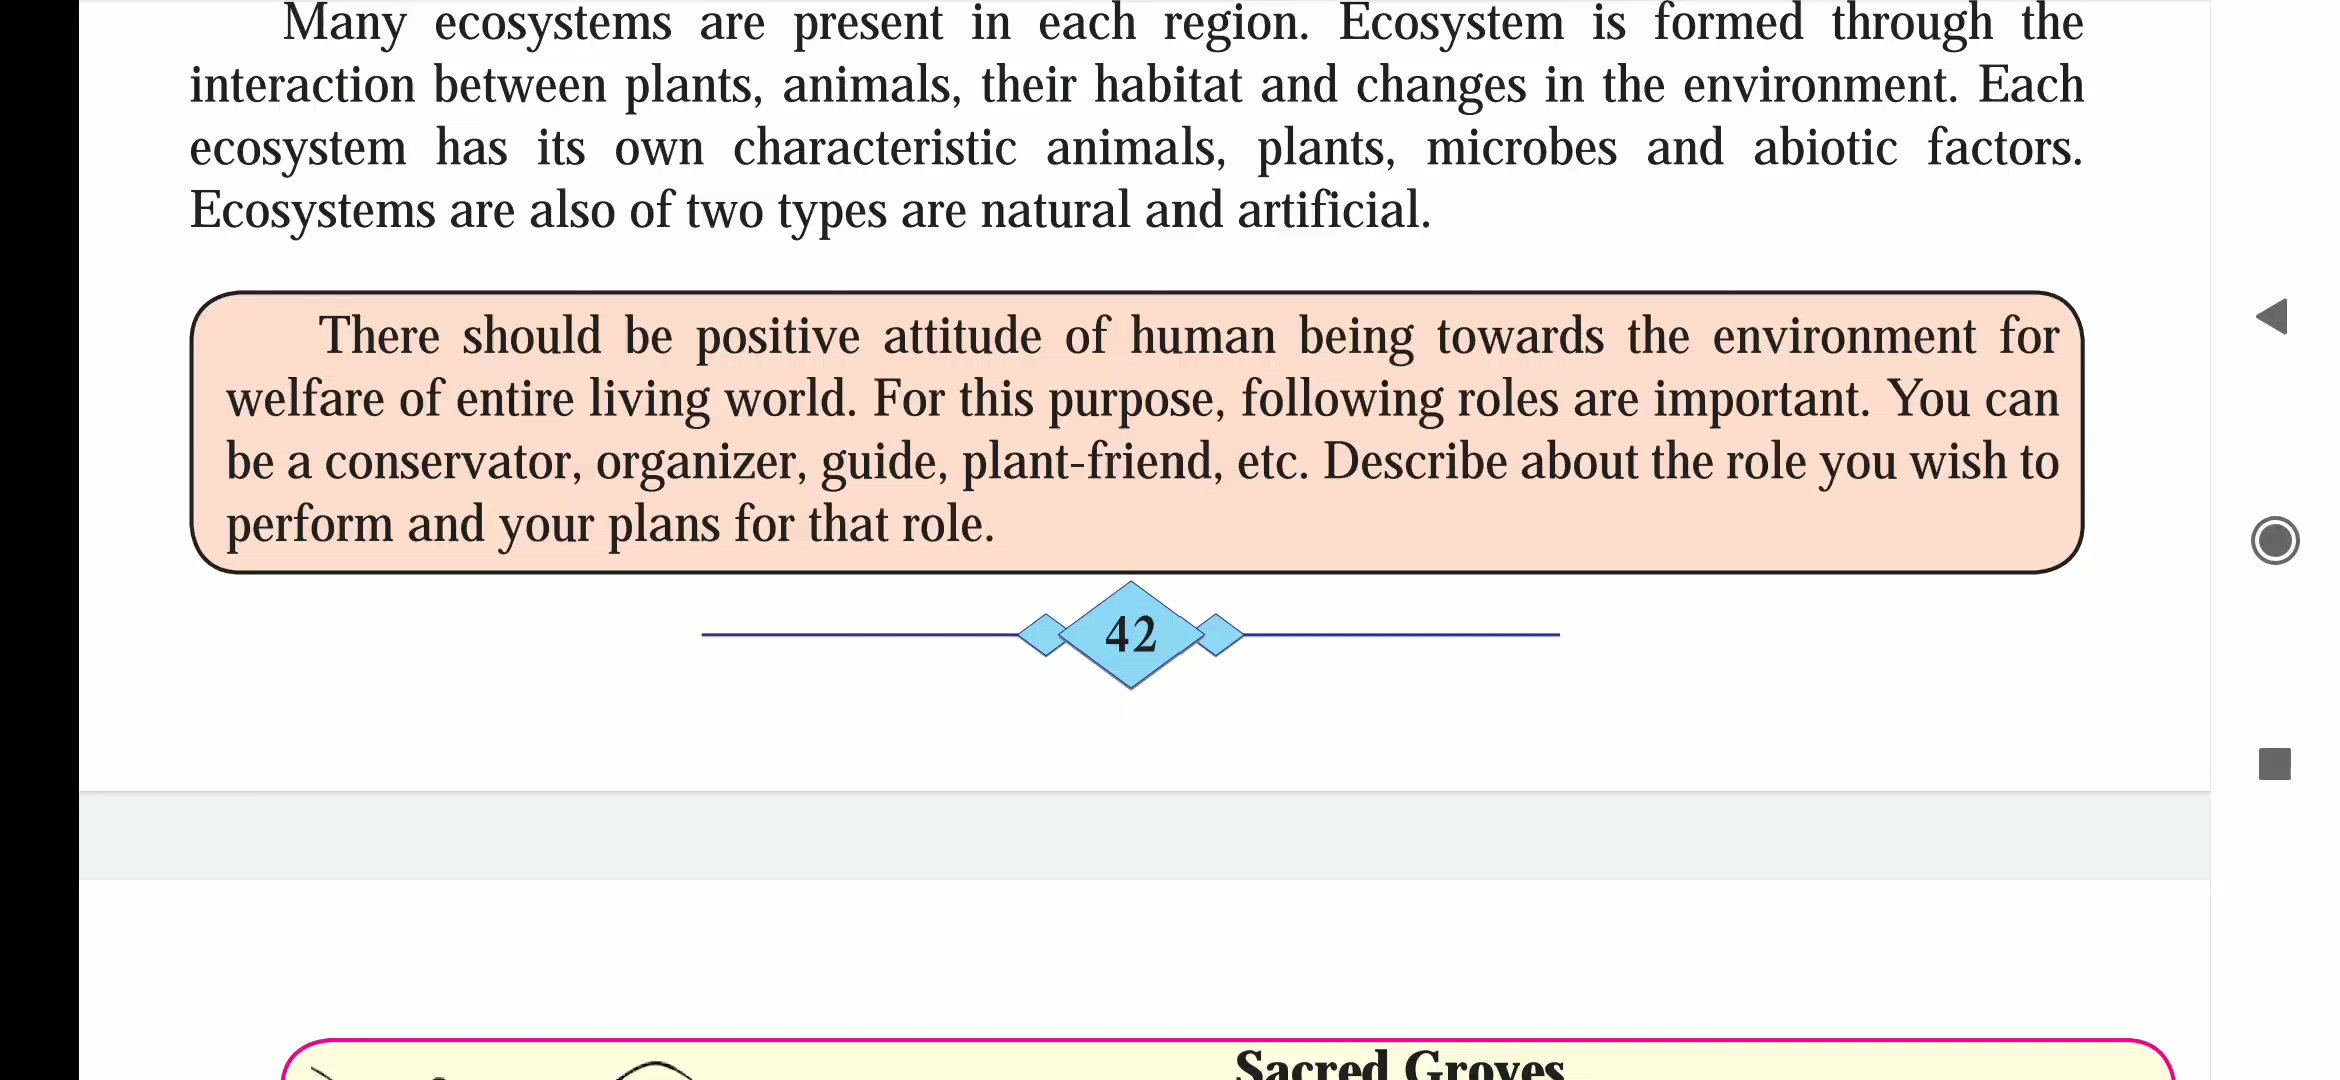 Many ecosystems are present in each region. Ecosystem is formed through the
interaction between plants, animals, their habitat and changes in the environment. Each
ecosystem has its own characteristic animals, plants, microbes and abiotic factors.
Ecosystems are also of two types are natural and artificial.
There should be positive attitude of human being towards the environment for
welfare of entire living world. For this purpose, following roles are important. You can
be a conservator, organizer, guide, plant-friend, etc. Describe about the role you wish to
perform and your plans for that role.
42
Sacred Groves